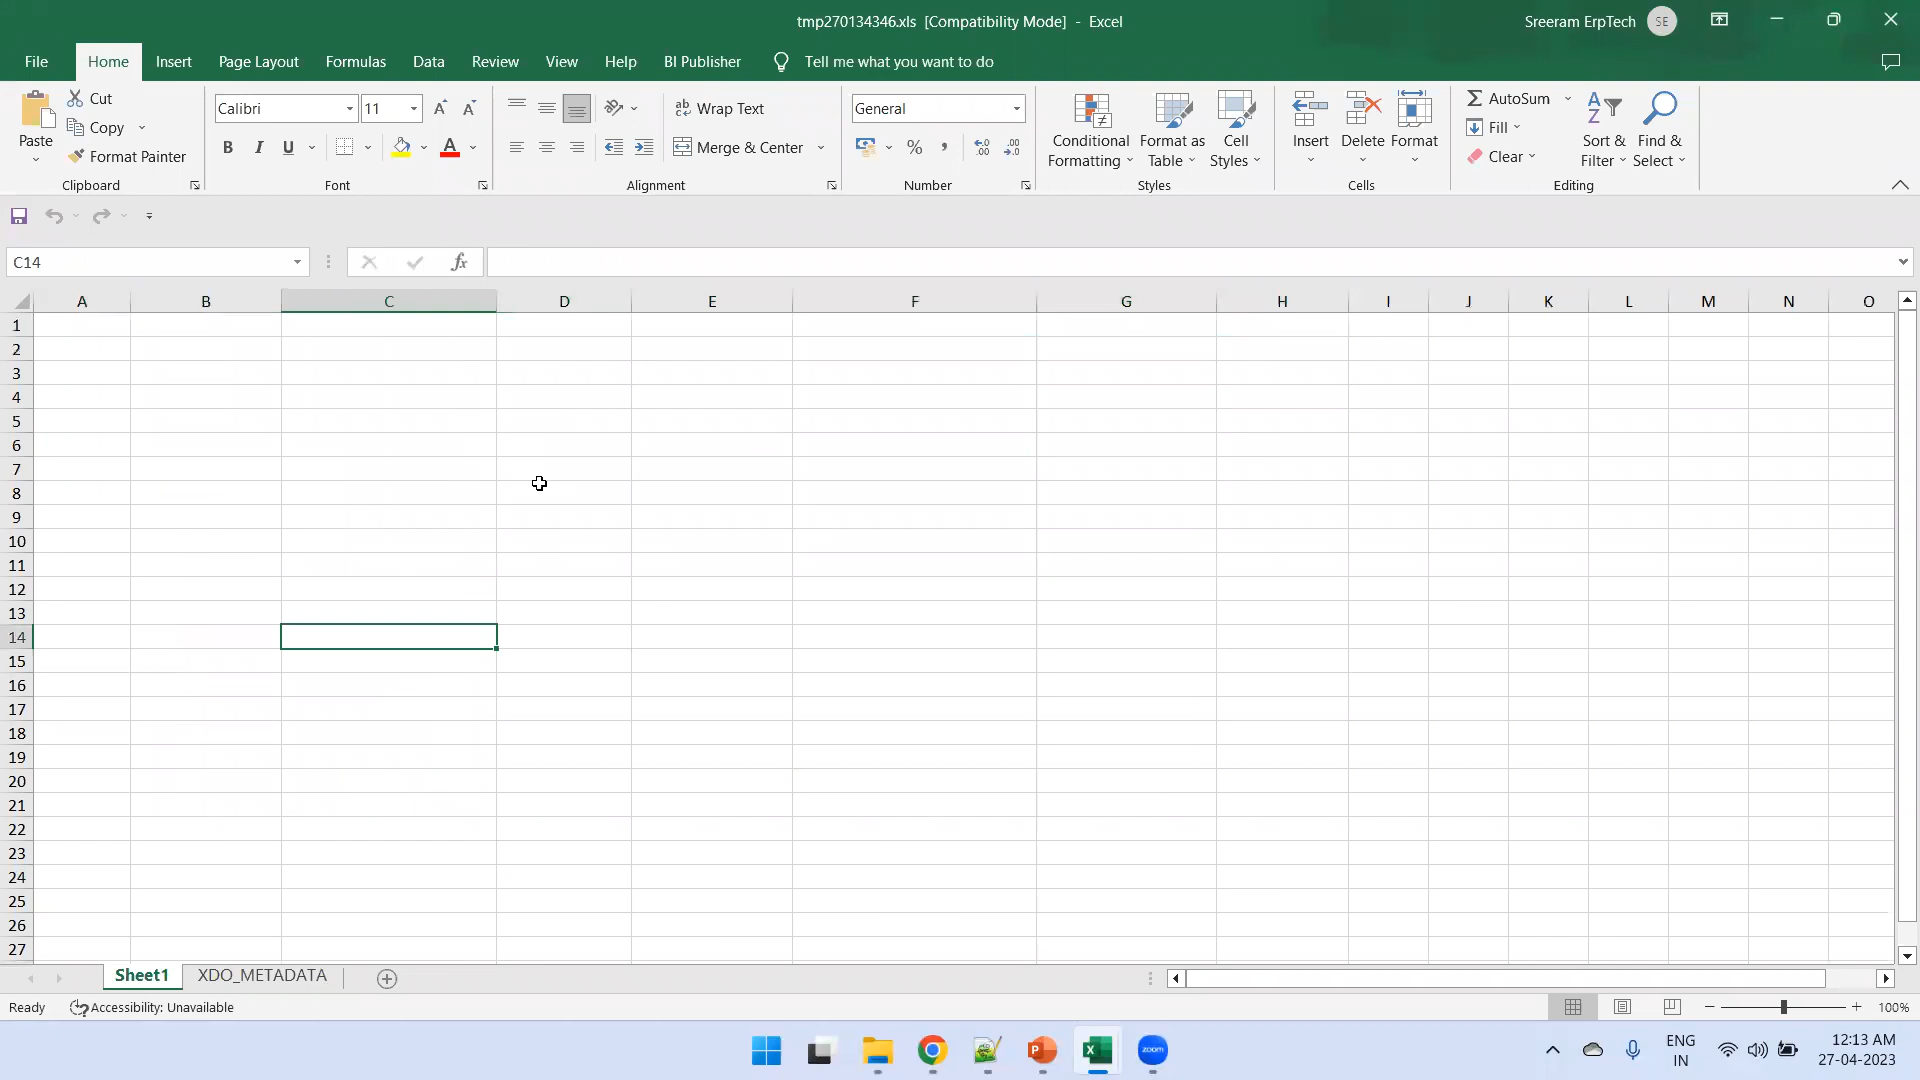 tmp270134346.xls [Compatibility Mode] - Excel
Sreeram ErpTech
SE
File
Home
Insert
Page Layout
Formulas
Data
Review
View
Help
BI Publisher
Tell me what you want to do
Paste
Cut
Copy
Format Painter
Clipboard
Calibri
11
B
I
U
A
Font
Wrap Text
Merge & Center
Alignment
General
Number
Conditional Formatting
Format as Table
Cell Styles
Styles
Insert
Delete
Format
Cells
AutoSum
Fill
Clear
Sort & Filter
Find & Select
Editing
C14
fx
A B C D E F G H I J K L M N O
1
2
3
4
5
6
7
8
9
10
11
12
13
14
15
16
17
18
19
20
21
22
23
24
25
26
27
Sheet1
XDO_METADATA
Ready
Accessibility: Unavailable
100%
zoom
ENG
IN
12:13 AM
27-04-2023